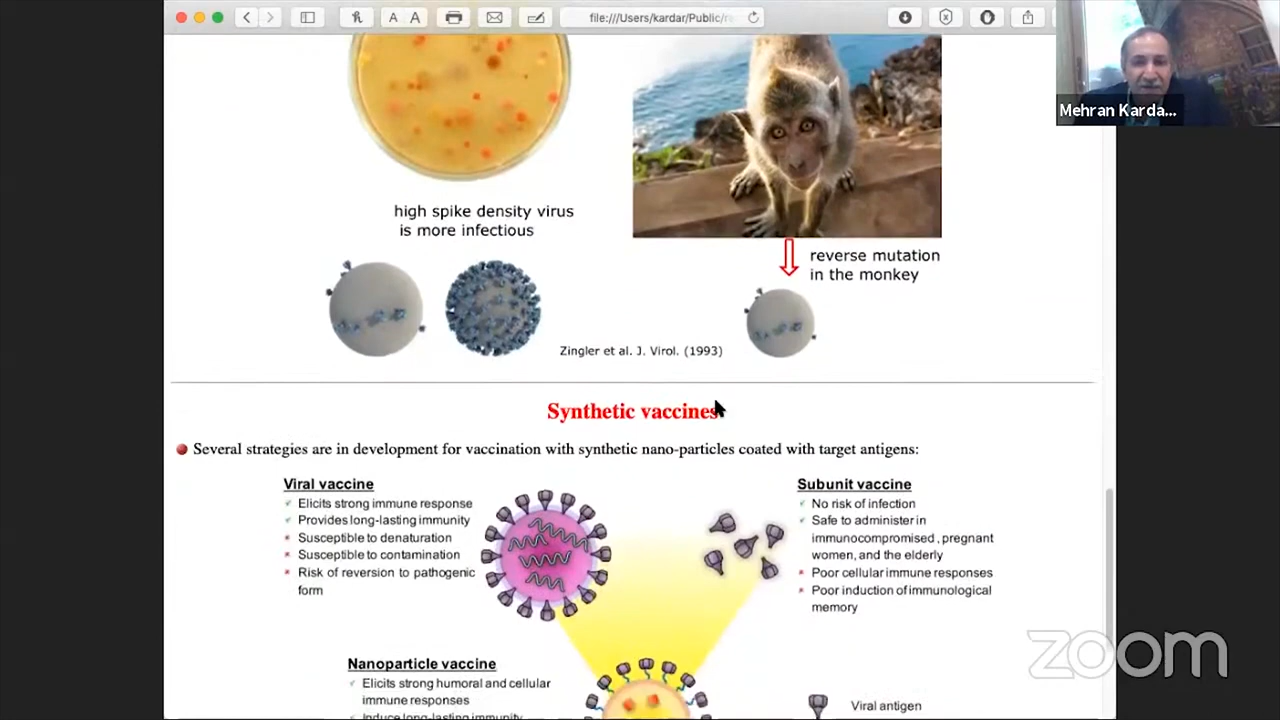 A A
file:///Users/kardar/Public/re
Mehran Karda...
high spike density virus
is more infectious
reverse mutation
in the monkey
Zingler et al. J. Virol. (1993)
Synthetic vaccines
Several strategies are in development for vaccination with synthetic nano-particles coated with target antigens:
Viral vaccine
Elicits strong immune response
Provides long-lasting immunity
Susceptible to denaturation
Susceptible to contamination
Risk of reversion to pathogenic
form
Subunit vaccine
No risk of infection
Safe to administer in
immunocompromised, pregnant
women, and the elderly
Poor cellular immune responses
Poor induction of immunological
memory
Nanoparticle vaccine
Elicits strong humoral and cellular
immune responses
Induce long-lasting immunity
Viral antigen
zoom